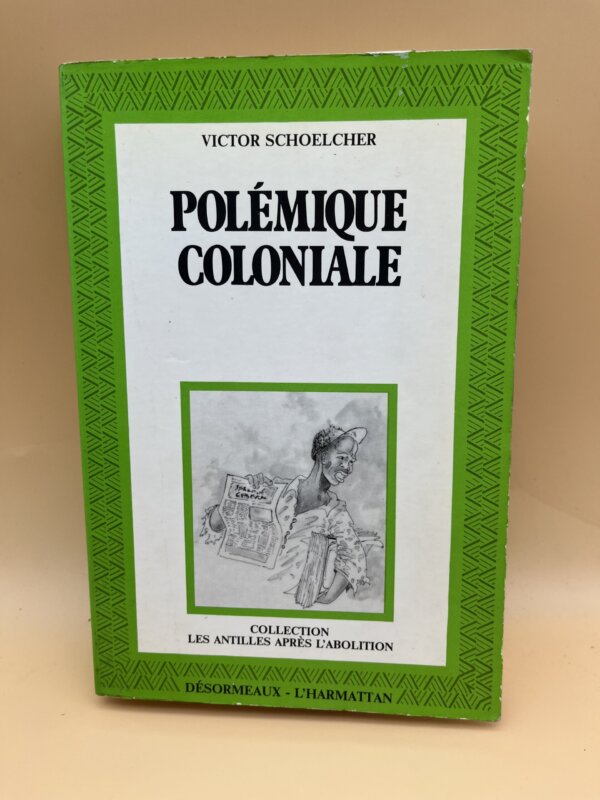 VICTOR SCHOELCHER
POLÉMIQUE
COLONIALE
COLLECTION
LES ANTILLES APRÈS L'ABOLITION
DÉSORMEAUX - L'HARMATTAN